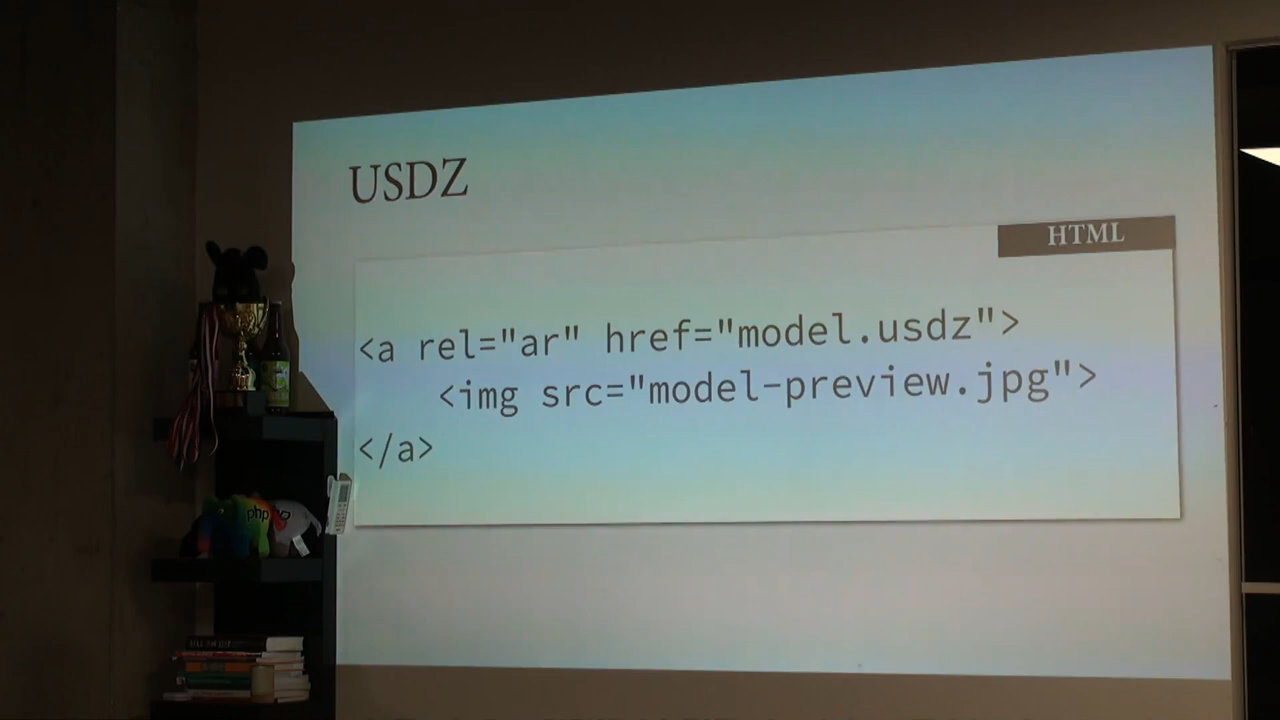 USDZ
HTML
<a rel="ar" href="model.usdz">
<img src="model-preview.jpg">
</a>
php